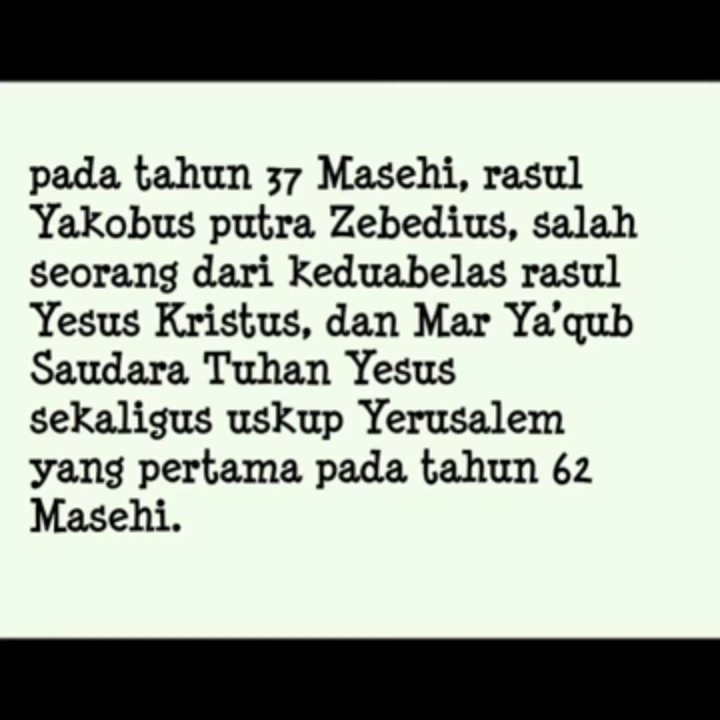 pada tahun 37 Masehi, rasul
Yakobus putra Zebedius, salah
seorang dari keduabelas rasul
Yesus Kristus, dan Mar Ya'qub
Saudara Tuhan Yesus
sekaligus uskup Yerusalem
yang pertama pada tahun 62
Masehi.